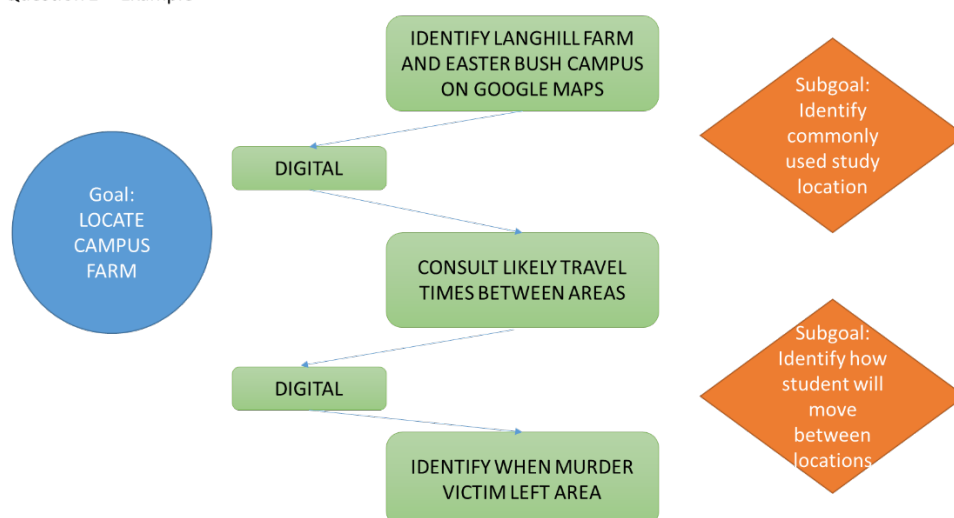 IDENTIFY LANGHILL FARM
AND EASTER BUSH CAMPUS
ON GOOGLE MAPS
Subgoal:
Identify
commonly
used study
location
DIGITAL
Goal:
LOCATE
CAMPUS
FARM
CONSULT LIKELY TRAVEL
TIMES BETWEEN AREAS
Subgoal:
Identify how
student will
move
between
locations
DIGITAL
IDENTIFY WHEN MURDER
VICTIM LEFT AREA